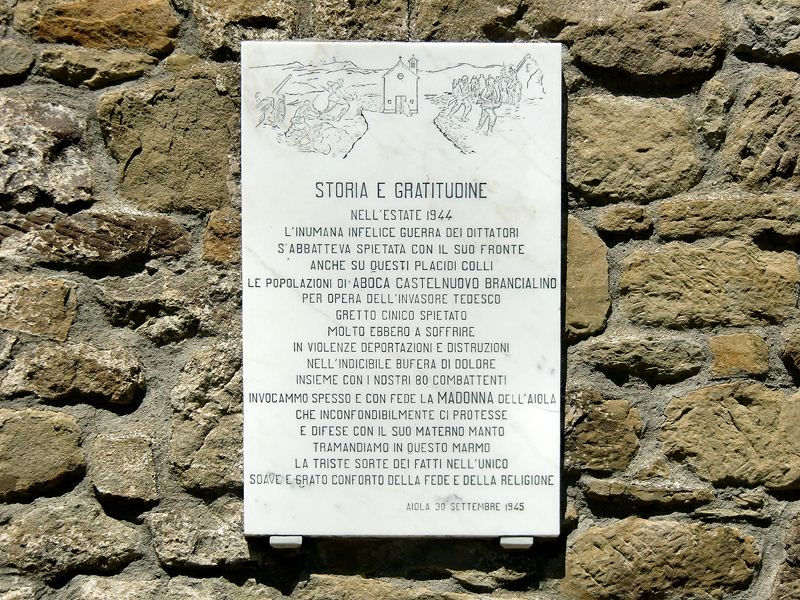 STORIA E GRATITUDINE
NELL'ESTATE 1944
L'INUMANA INFELICE GUERRA DEI DITTATORI
S'ABBATTEVA SPIETATA CON IL SUO FRONTE
ANCHE SU QUESTI PLACIDI COLLI
LE POPOLAZIONI DI ABOCA CASTELNUOVO BRANCIALINO
PER OPERA DELL'INVASORE TEDESCO
GRETTO CINICO SPIETATO
MOLTO EBBERO A SOFFRIRE
IN VIOLENZE DEPORTAZIONI E DISTRUZIONI
NELL'INDICIBILE BUFERA DI DOLORE
INSIEME CON I NOSTRI 80 COMBATTENTI
INVOCAMMO SPESSO E CON FEDE LA MADONNA DELL'AIOLA
CHE INCONFONDIBILMENTE CI PROTESSE
E DIFESE CON IL SUO MATERNO MANTO
TRAMANDIAMO IN QUESTO MARMO
LA TRISTE SORTE DEI FATTI NELL'UNICO
SOAVE E GRATO CONFORTO DELLA FEDE E DELLA RELIGIONE
AIOLA 30 SETTEMBRE 1945